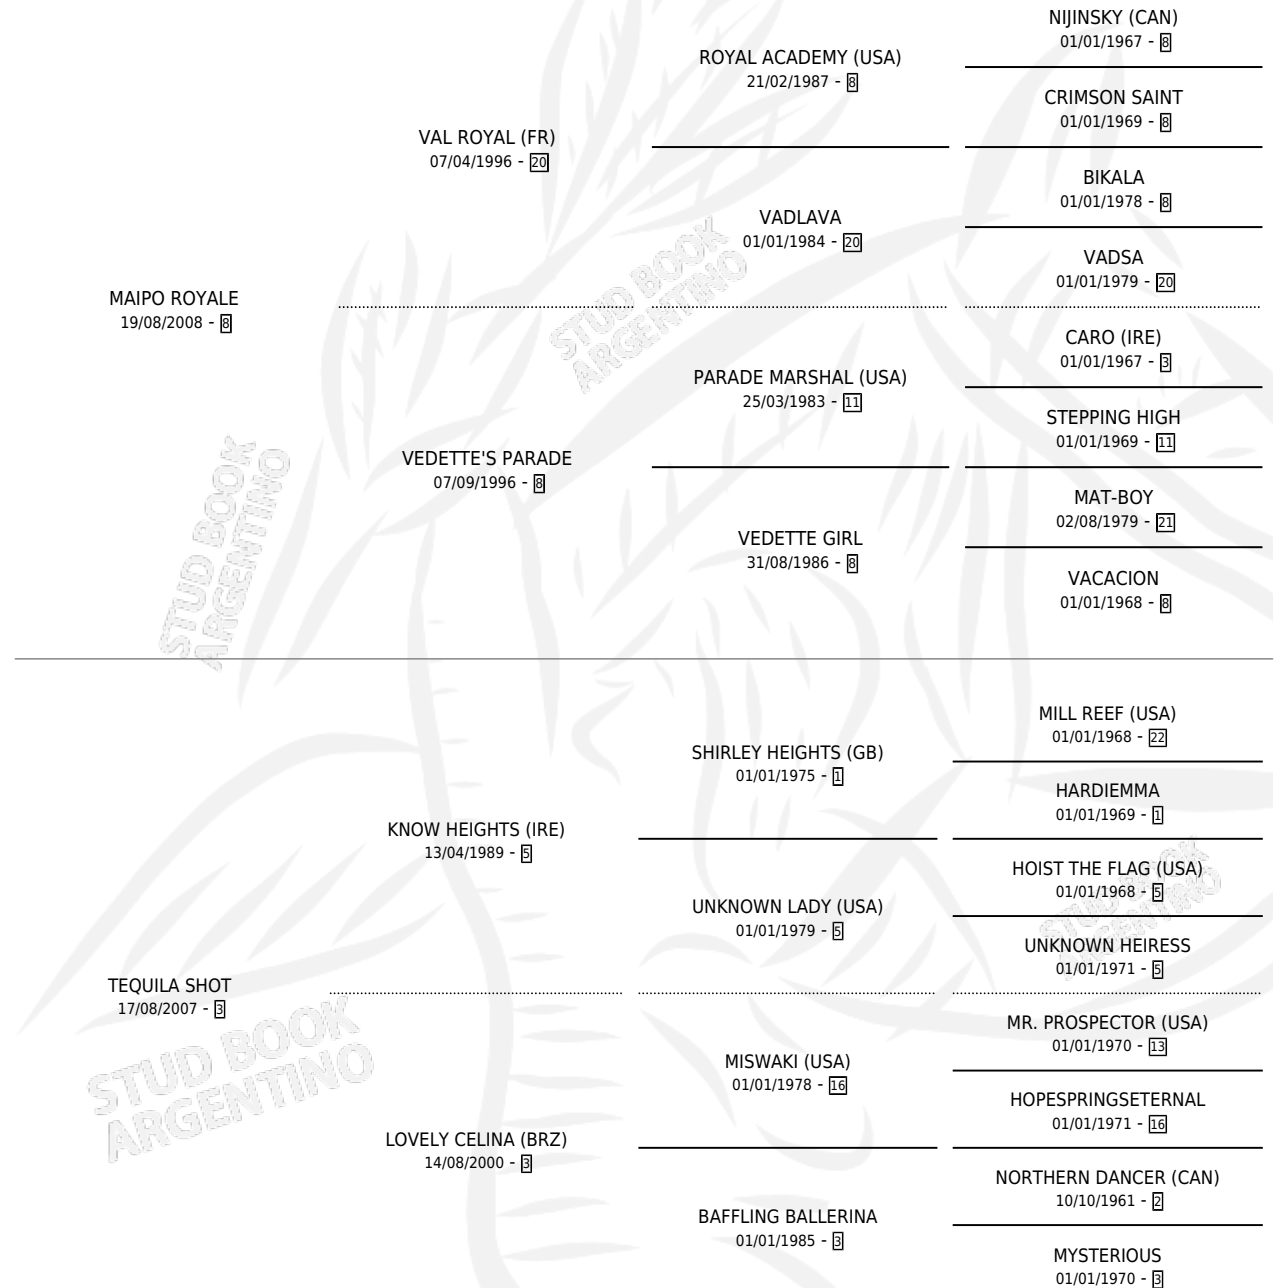 NIJINSKY (CAN)
01/01/1967 - 8
ROYAL ACADEMY (USA)
21/02/1987 - 8
CRIMSON SAINT
01/01/1969 - 8
VAL ROYAL (FR)
07/04/1996 - 20
BIKALA
01/01/1978 - 8
VADLAVA
01/01/1984 - 20
VADSA
01/01/1979 - 20
MAIPO ROYALE
19/08/2008 - 8
STUD BOOK
ARGENTINO
CARO (IRE)
01/01/1967 - 3
PARADE MARSHAL (USA)
25/03/1983 - 11
STEPPING HIGH
01/01/1969 - 11
VEDETTE'S PARADE
07/09/1996 - 8
MAT-BOY
02/08/1979 - 21
VEDETTE GIRL
31/08/1986 - 8
VACACION
01/01/1968 - 8
STUD BOOK
ARGENTINO
MILL REEF (USA)
01/01/1968 - 22
SHIRLEY HEIGHTS (GB)
01/01/1975 - 1
HARDIEMMA
01/01/1969 - 1
KNOW HEIGHTS (IRE)
13/04/1989 - 5
HOIST THE FLAG (USA)
01/01/1968 - 5
UNKNOWN LADY (USA)
01/01/1979 - 5
UNKNOWN HEIRESS
01/01/1971 - 5
STUD BOOK
ARGENTINO
TEQUILA SHOT
17/08/2007 - 3
STUD BOOK
ARGENTINO
MR. PROSPECTOR (USA)
01/01/1970 - 13
MISWAKI (USA)
01/01/1978 - 16
HOPESPRINGSETERNAL
01/01/1971 - 16
LOVELY CELINA (BRZ)
14/08/2000 - 3
NORTHERN DANCER (CAN)
10/10/1961 - 2
BAFFLING BALLERINA
01/01/1985 - 3
MYSTERIOUS
01/01/1970 - 3